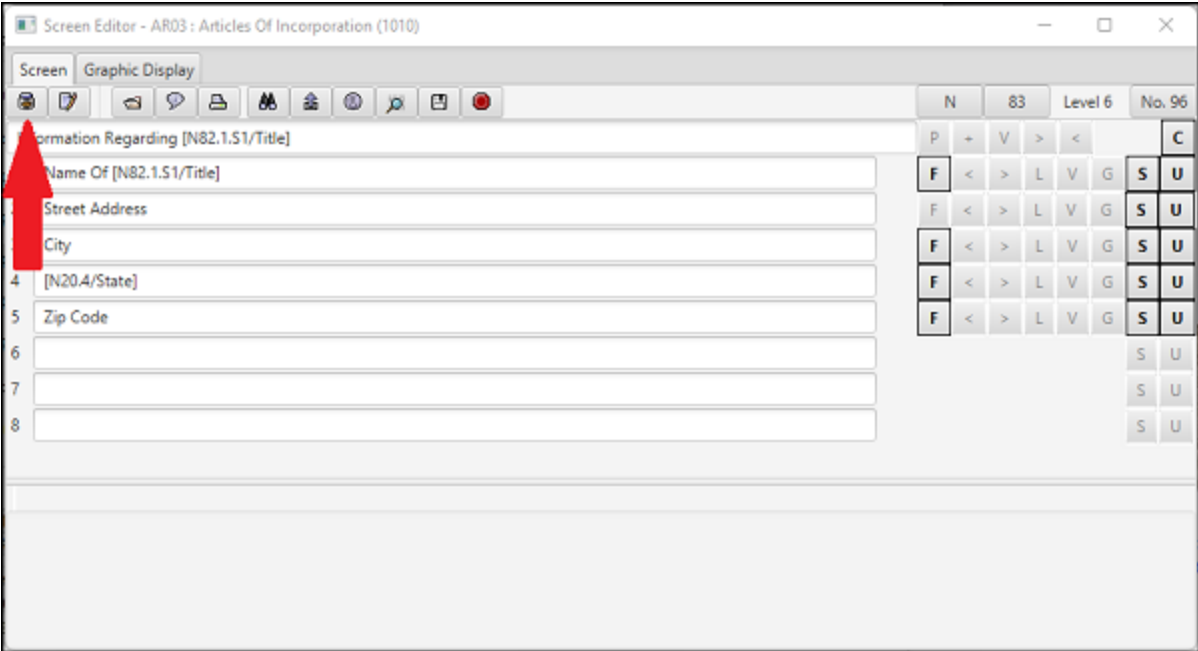 Screen Editor - AR03 : Articles Of Incorporation (1010)
Screen Graphic Display
N 83 Level 6 No. 96
ormation Regarding [N82.1.S1/Title] P + V > < C
Name Of [N82.1.S1/Title] F < > L V G S U
Street Address F < > L V G S U
City F < > L V G S U
4 [N20.4/State] F < > L V G S U
5 Zip Code F < > L V G S U
6 S U
7 S U
8 S U